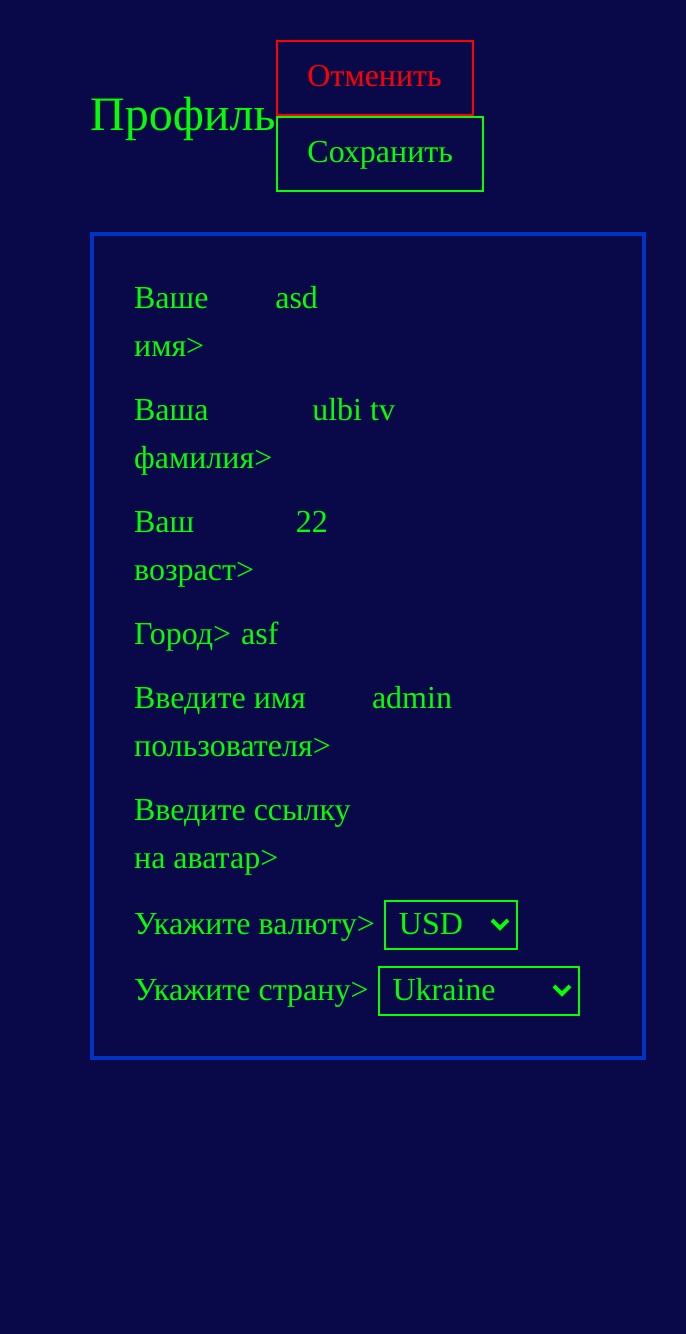 Отменить
Профиль
Сохранить
Ваше asd
имя>
Ваша ulbi tv
фамилия>
Ваш 22
возраст>
Город> asf
Введите имя admin
пользователя>
Введите ссылку
на аватар>
Укажите валюту> USD
Укажите страну> Ukraine